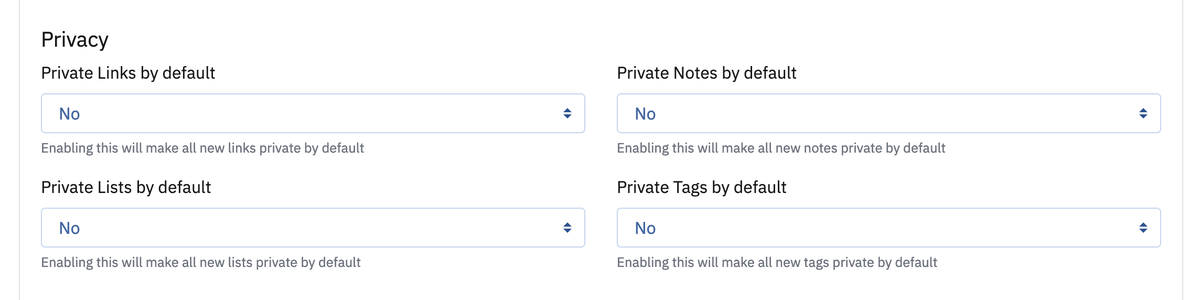 Privacy
Private Links by default
Private Notes by default
No
No
Enabling this will make all new links private by default
Enabling this will make all new notes private by default
Private Lists by default
Private Tags by default
No
No
Enabling this will make all new lists private by default
Enabling this will make all new tags private by default